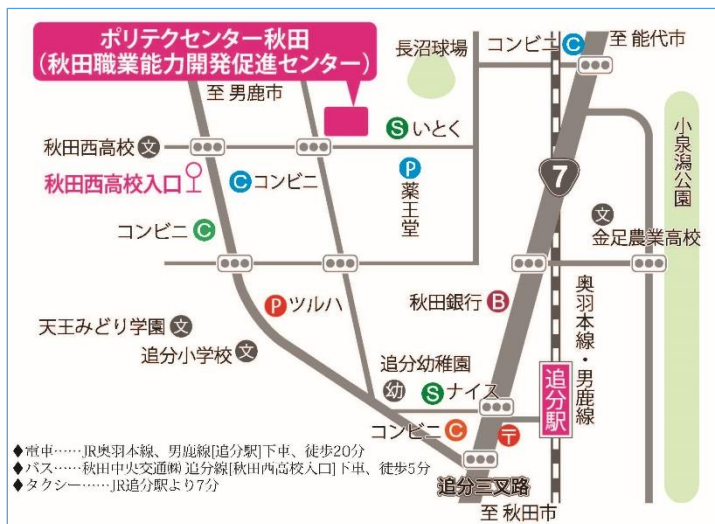 ポリテクセンター秋田
(秋田職業能力開発促進センター)
至 男鹿市
長沼球場
コンビニ C
至 能代市
秋田西高校 文
S いとく
小泉潟公園
秋田西高校入口
C コンビニ
P
薬王堂
7
文
金足農業高校
コンビニ C
P ツルハ
秋田銀行 B
奥羽本線・男鹿線
天王みどり学園 文
追分小学校 文
追分幼稚園
幼
S ナイス
追分駅
コンビニ C
〒
追分三叉路
至 秋田市
◆電車……JR奥羽本線、男鹿線[追分駅]下車、徒歩20分
◆バス……秋田中央交通㈱ 追分線[秋田西高校入口]下車、徒歩5分
◆タクシー……JR追分駅より7分